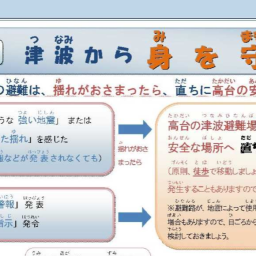 津波から身を守
の避難は、揺れがおさまったら、直ちに高台の安
うな 強い地震」 または
た揺れ」を感じた
報などが発表されなくても)
揺れがおさ
まったら
高台の津波避難場
安全な場所へ 直ち
(原則、徒歩で移動しまし
発生することもありますので
※避難路が、地震によって使用
場合もありますので、日ごろから
検討しておきましょう。
警報」発表
指示」発令